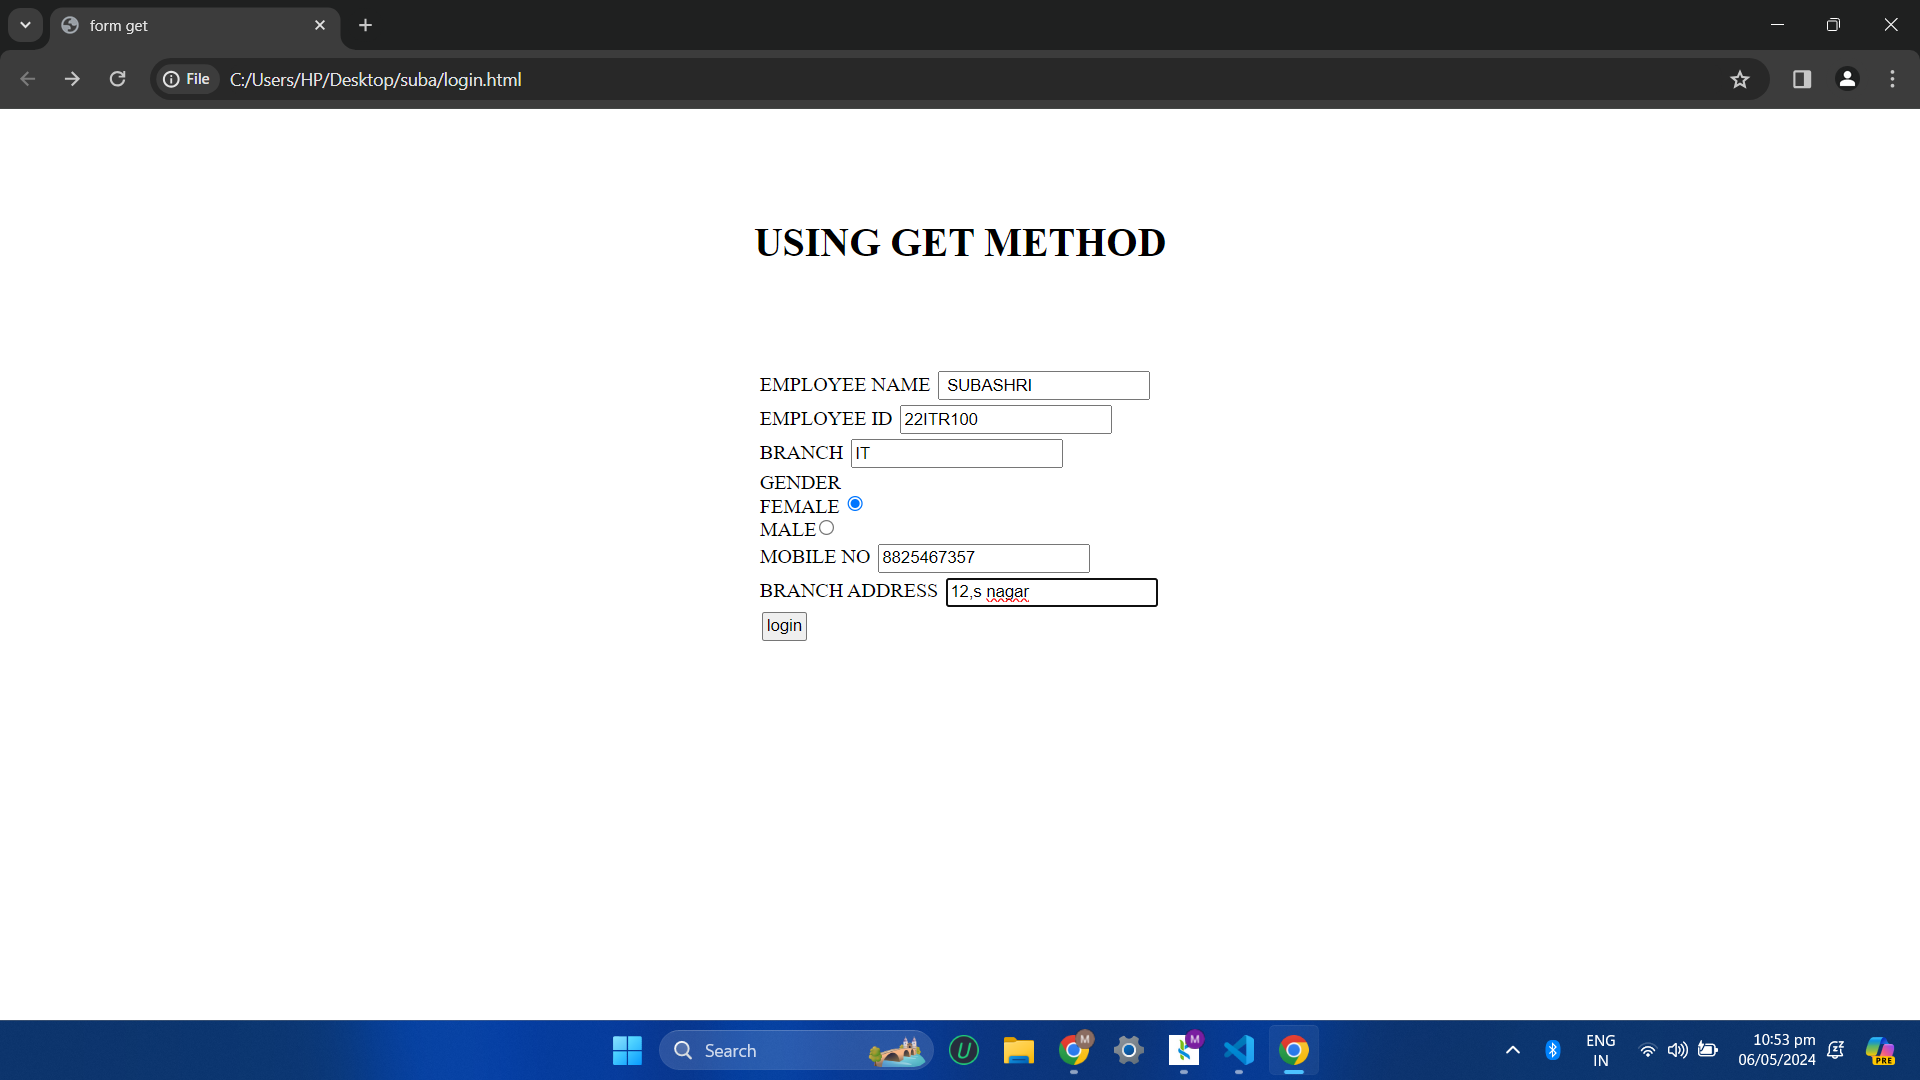 form get
File C:/Users/HP/Desktop/suba/login.html
USING GET METHOD
EMPLOYEE NAME SUBASHRI
EMPLOYEE ID 22ITR100
BRANCH IT
GENDER
FEMALE
MALE
MOBILE NO 8825467357
BRANCH ADDRESS 12,s nagar
login
Search
U
M
M
ENG
IN
10:53 pm
06/05/2024
PRE